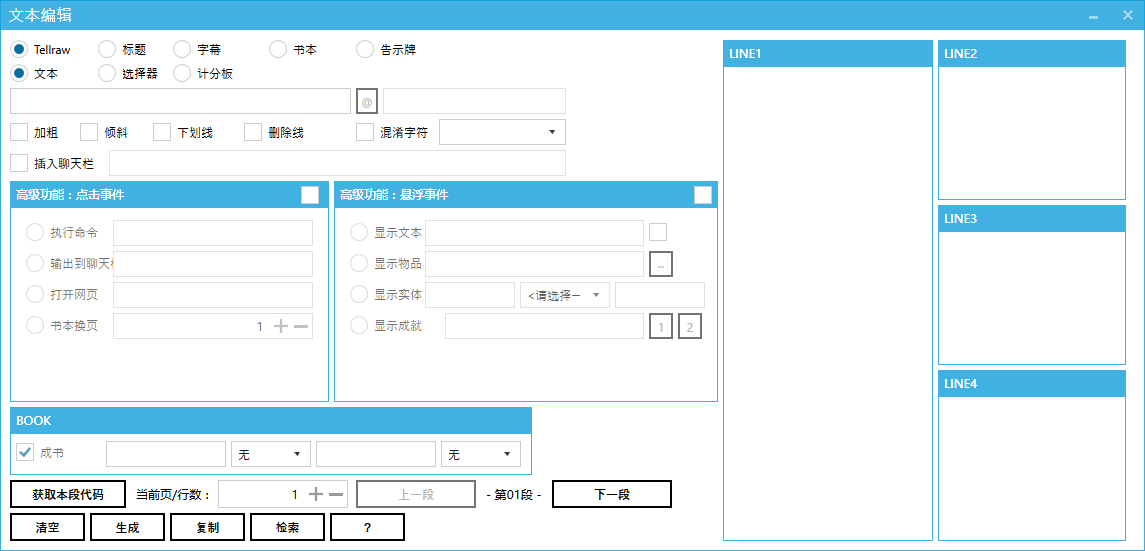 文本编辑
Tellraw 标题 字幕 书本 告示牌
文本 选择器 计分板
@
加粗 倾斜 下划线 删除线 混淆字符
插入聊天栏
高级功能：点击事件
执行命令
输出到聊天栏
打开网页
书本换页 1
高级功能：悬浮事件
显示文本
显示物品 ~
显示实体 <请选择一
显示成就 1 2
BOOK
成书 无 无
获取本段代码 当前页/行数： 1 上一段 - 第01段 - 下一段
清空 生成 复制 检索 ?
LINE1
LINE2
LINE3
LINE4